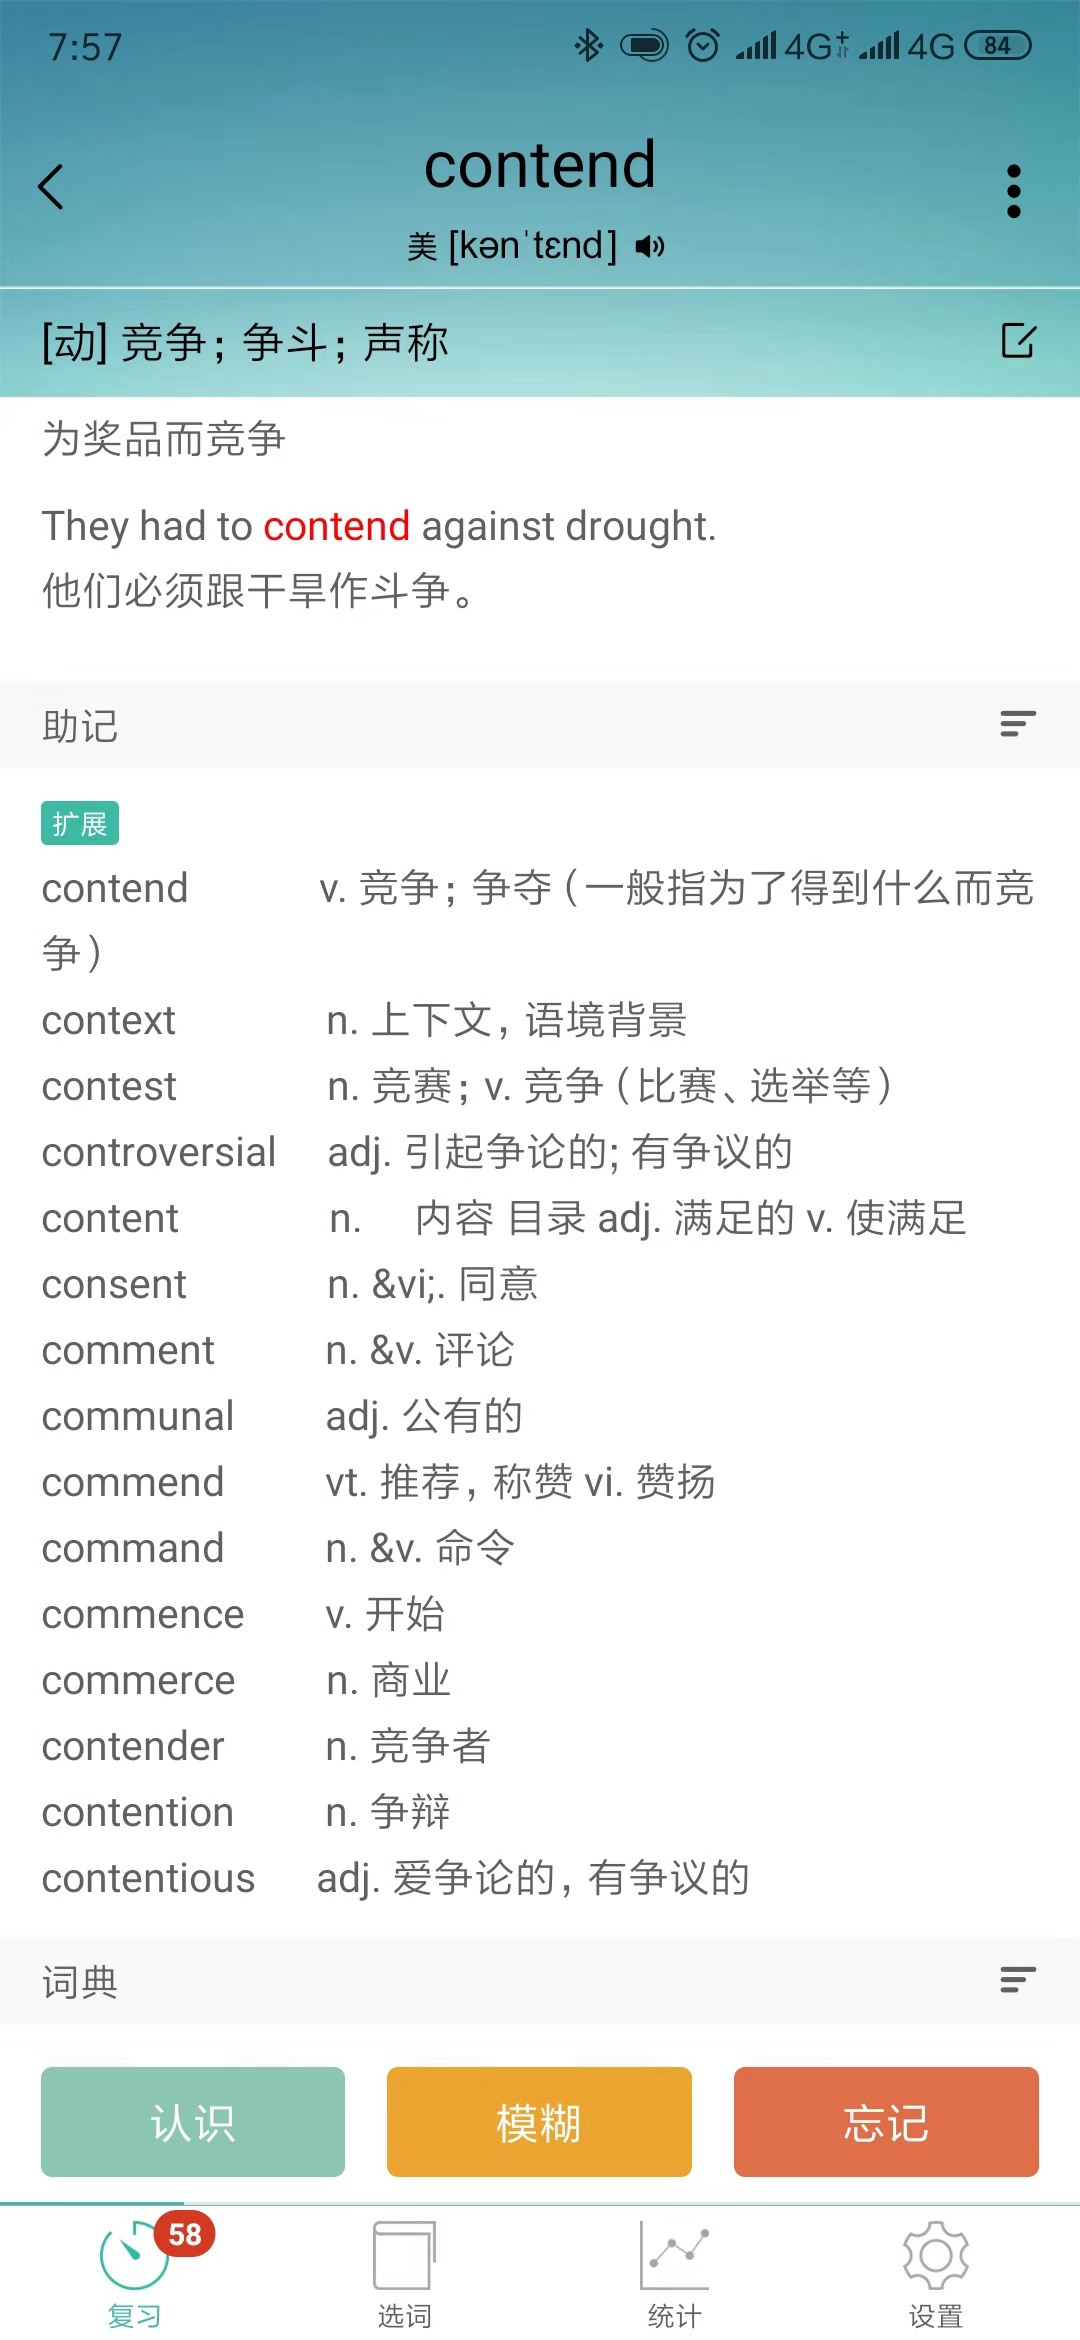 7:57 4G+ 4G 84
contend
美 [kənˈtɛnd]
[动] 竞争；争斗；声称
为奖品而竞争
They had to contend against drought.
他们必须跟干旱作斗争。
助记
扩展
contend v. 竞争；争夺（一般指为了得到什么而竞
争）
context n. 上下文，语境背景
contest n. 竞赛；v. 竞争（比赛、选举等）
controversial adj. 引起争论的; 有争议的
content n. 内容 目录 adj. 满足的 v. 使满足
consent n. &vi;. 同意
comment n. &v. 评论
communal adj. 公有的
commend vt. 推荐，称赞 vi. 赞扬
command n. &v. 命令
commence v. 开始
commerce n. 商业
contender n. 竞争者
contention n. 争辩
contentious adj. 爱争论的，有争议的
词典
认识 模糊 忘记
58
复习 选词 统计 设置